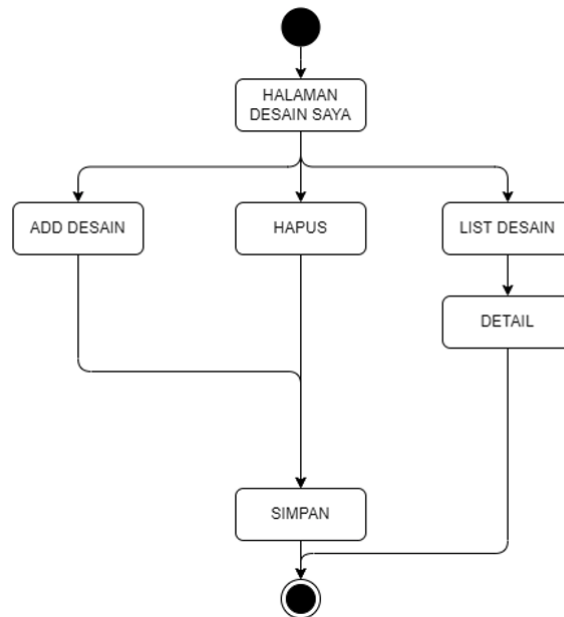 HALAMAN
DESAIN SAYA
ADD DESAIN
HAPUS
LIST DESAIN
DETAIL
SIMPAN